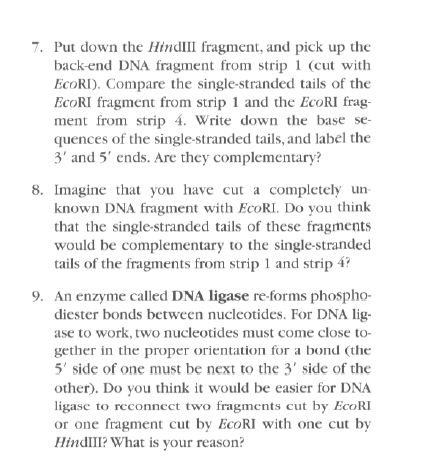 7. Put down the HindIII fragment, and pick up the
back-end DNA fragment from strip 1 (cut with
EcoRI). Compare the single-stranded tails of the
EcoRI fragment from strip 1 and the EcoRI frag-
ment from strip 4. Write down the base se-
quences of the single-stranded tails, and label the
3′ and 5′ ends. Are they complementary?
8. Imagine that you have cut a completely un-
known DNA fragment with EcoRI. Do you think
that the single-stranded tails of these fragments
would be complementary to the single-stranded
tails of the fragments from strip 1 and strip 4?
9. An enzyme called DNA ligase re-forms phospho-
diester bonds between nucleotides. For DNA lig-
ase to work, two nucleotides must come close to-
gether in the proper orientation for a bond (the
5′ side of one must be next to the 3′ side of the
other). Do you think it would be easier for DNA
ligase to reconnect two fragments cut by EcoRI
or one fragment cut by EcoRI with one cut by
HindIII? What is your reason?